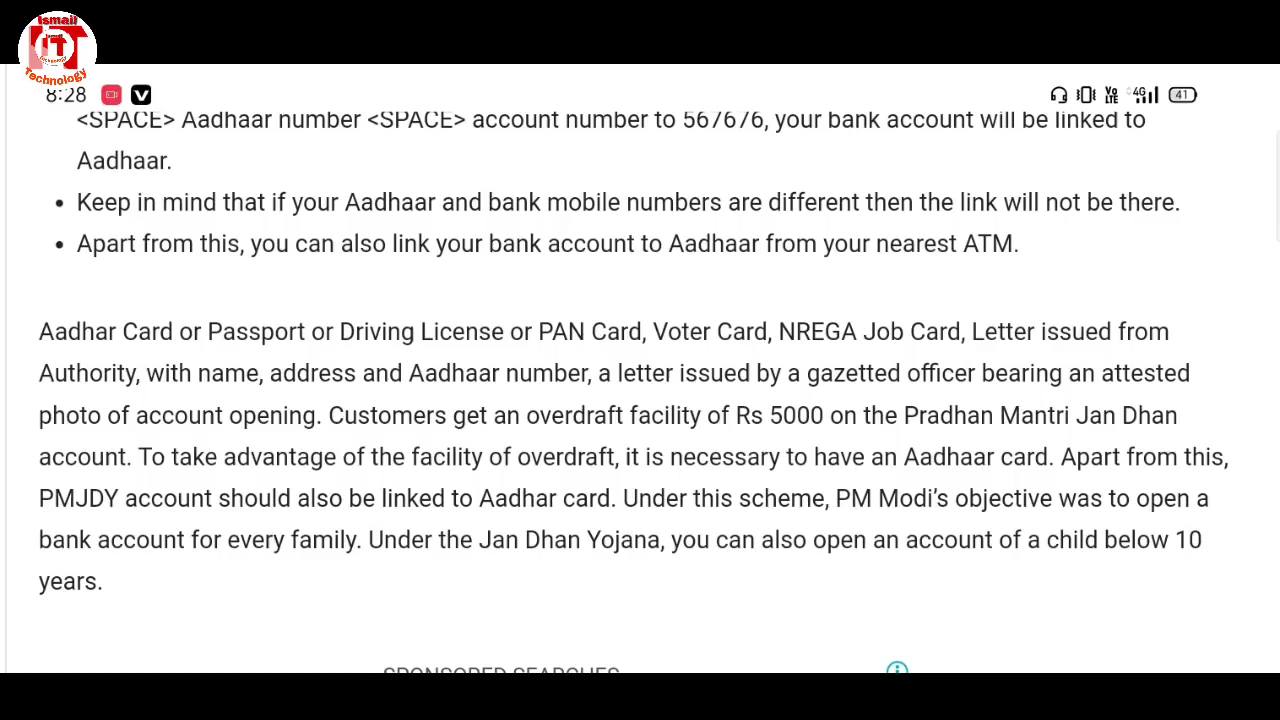 Ismail
IT
Technology
8:28
4G
41
<SPACE> Aadhaar number <SPACE> account number to 567676, your bank account will be linked to
Aadhaar.
• Keep in mind that if your Aadhaar and bank mobile numbers are different then the link will not be there.
• Apart from this, you can also link your bank account to Aadhaar from your nearest ATM.
Aadhar Card or Passport or Driving License or PAN Card, Voter Card, NREGA Job Card, Letter issued from
Authority, with name, address and Aadhaar number, a letter issued by a gazetted officer bearing an attested
photo of account opening. Customers get an overdraft facility of Rs 5000 on the Pradhan Mantri Jan Dhan
account. To take advantage of the facility of overdraft, it is necessary to have an Aadhaar card. Apart from this,
PMJDY account should also be linked to Aadhar card. Under this scheme, PM Modi’s objective was to open a
bank account for every family. Under the Jan Dhan Yojana, you can also open an account of a child below 10
years.
SPONSORED SEARCHES